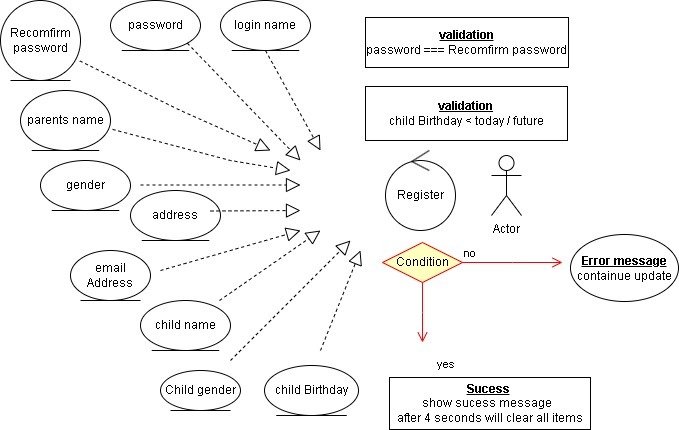 Recomfirm
password
password
login name
parents name
gender
address
email
Address
child name
Child gender
child Birthday
validation
password === Recomfirm password
validation
child Birthday < today / future
Register
Actor
Condition
no
Error message
containue update
yes
Sucess
show sucess message
after 4 seconds will clear all items